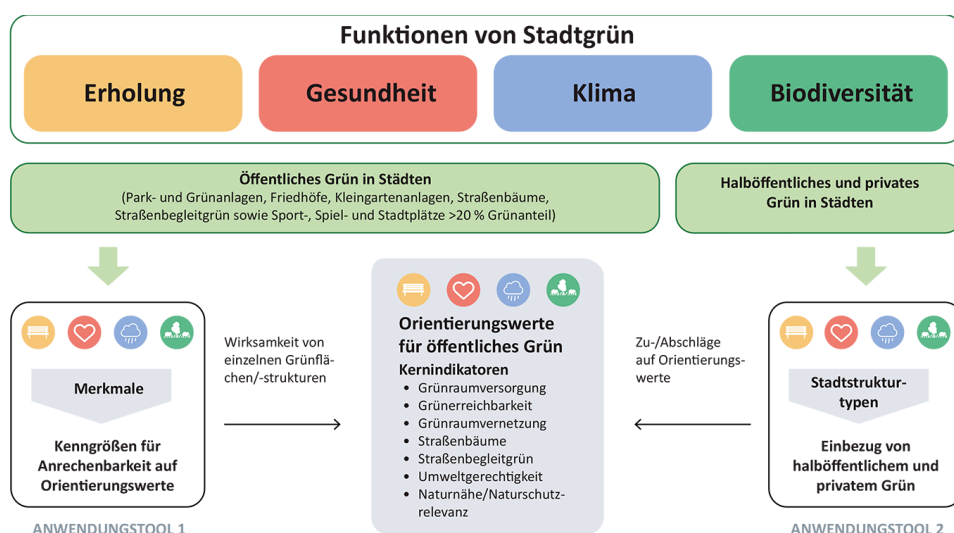 Funktionen von Stadtgrün
Erholung
Gesundheit
Klima
Biodiversität
Öffentliches Grün in Städten
(Park- und Grünanlagen, Friedhöfe, Kleingartenanlagen, Straßenbäume,
Straßenbegleitgrün sowie Sport-, Spiel- und Stadtplätze >20 % Grünanteil)
Halböffentliches und privates
Grün in Städten
Merkmale
Kenngrößen für
Anrechenbarkeit auf
Orientierungswerte
ANWENDUNGSTOOL 1
Wirksamkeit von
einzelnen Grünflä-
chen/-strukturen
Orientierungswerte
für öffentliches Grün
Kernindikatoren
• Grünraumversorgung
• Grünerreichbarkeit
• Grünraumvernetzung
• Straßenbäume
• Straßenbegleitgrün
• Umweltgerechtigkeit
• Naturnähe/Naturschutz-
relevanz
Zu-/Abschläge
auf Orientierungs-
werte
Stadtstruktur-
typen
Einbezug von
halböffentlichem und
privatem Grün
ANWENDUNGSTOOL 2